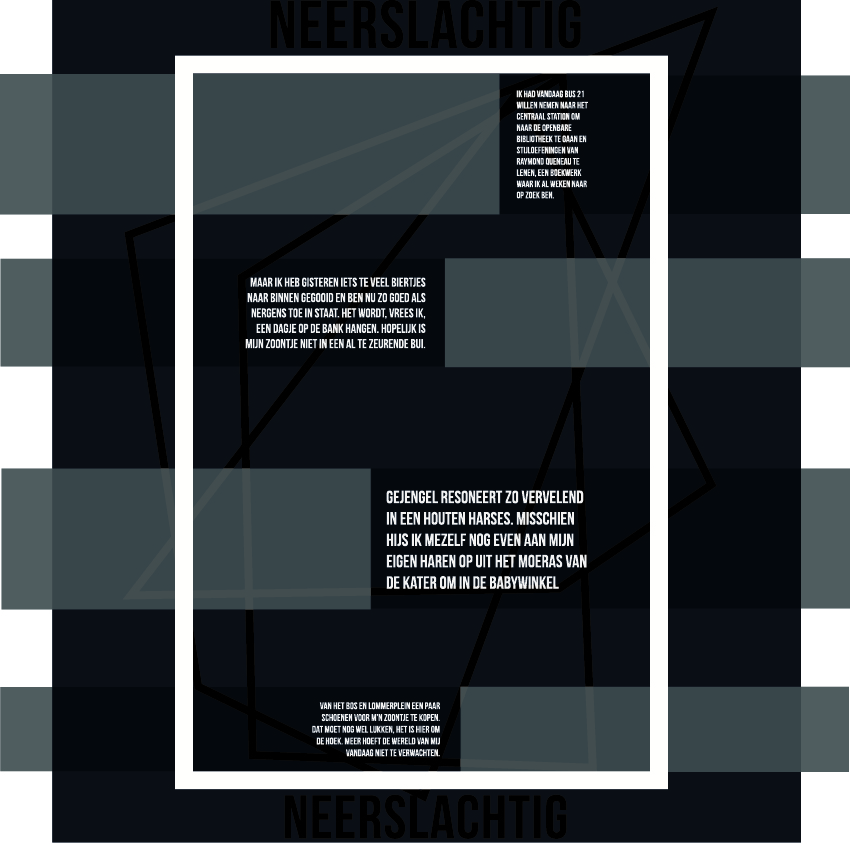 NEERSLACHTIG
IK HAD VANDAAG BUS 21
WILLEN NEMEN NAAR HET
CENTRAAL STATION OM
NAAR DE OPENBARE
BIBLIOTHEEK TE GAAN EN
STIJLOEFENINGEN VAN
RAYMOND QUENEAU TE
LENEN, EEN BOEKWERK
WAAR IK AL WEKEN NAAR
OP ZOEK BEN.
MAAR IK HEB GISTEREN IETS TE VEEL BIERTJES
NAAR BINNEN GEGOOID EN BEN NU ZO GOED ALS
NERGENS TOE IN STAAT. HET WORDT, VREES IK,
EEN DAGJE OP DE BANK HANGEN. HOPELIJK IS
MIJN ZOONTJE NIET IN EEN AL TE ZEURENDE BUI.
GEJENGEL RESONEERT ZO VERVELEND
IN EEN HOUTEN HARSES. MISSCHIEN
HIJS IK MEZELF NOG EVEN AAN MIJN
EIGEN HAREN OP UIT HET MOERAS VAN
DE KATER OM IN DE BABYWINKEL
VAN HET BOS EN LOMMERPLEIN EEN PAAR
SCHOENEN VOOR M'N ZOONTJE TE KOPEN.
DAT MOET NOG WEL LUKKEN, HET IS HIER OM
DE HOEK. MEER HOEFT DE WERELD VAN MIJ
VANDAAG NIET TE VERWACHTEN.
NEERSLACHTIG